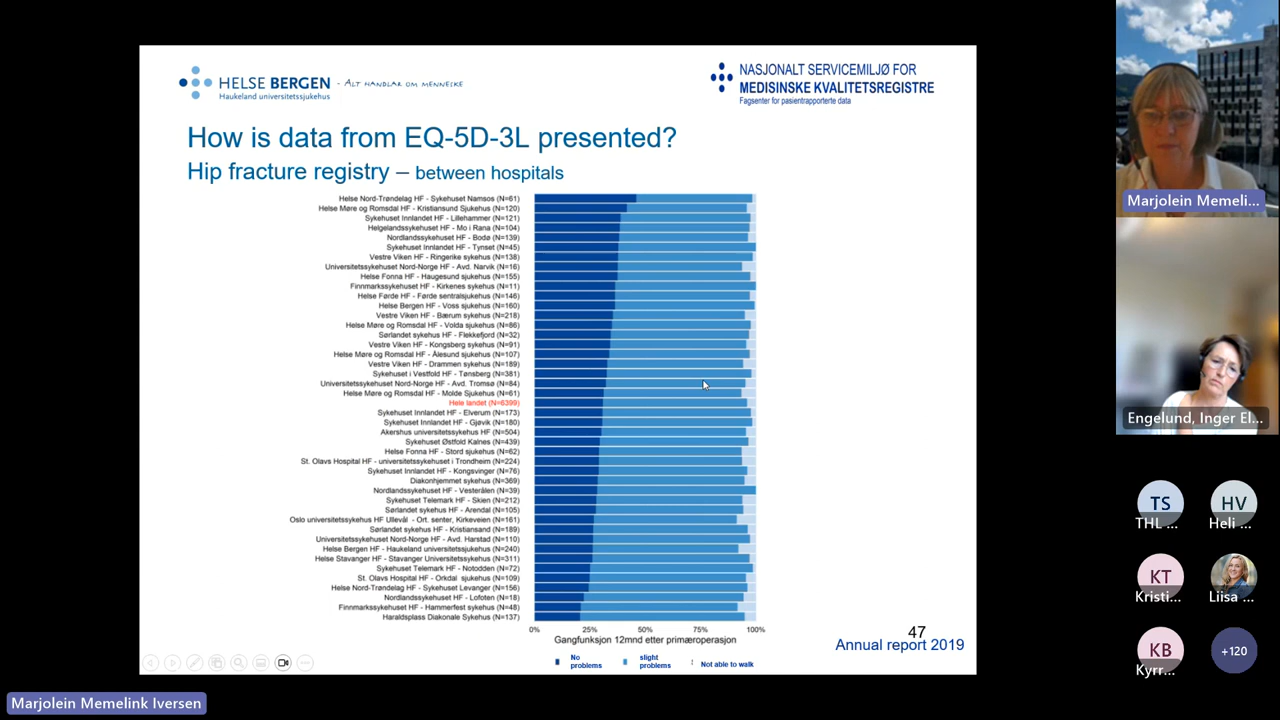 HELSE BERGEN - ALT HANDLAR OM MENNESKE
Haukeland universitetssjukehus
NASJONALT SERVICEMILJØ FOR
MEDISINSKE KVALITETSREGISTRE
Fagsenter for pasientrapporterte data
How is data from EQ-5D-3L presented?
Hip fracture registry – between hospitals
Helse Nord-Trøndelag HF - Sykehuset Namsos (N=61)
Helse Møre og Romsdal HF - Kristiansund Sjukehus (N=120)
Sykehuset Innlandet HF - Lillehammer (N=121)
Helgelandssykehuset HF - Mo i Rana (N=104)
Nordlandssykehuset HF - Bodø (N=139)
Sykehuset Innlandet HF - Tynset (N=45)
Vestre Viken HF - Ringerike sykehus (N=138)
Universitetssykehuset Nord-Norge HF - Avd. Narvik (N=16)
Helse Fonna HF - Haugesund sjukehus (N=155)
Finnmarkssykehuset HF - Kirkenes sykehus (N=11)
Helse Førde HF - Førde sentralsjukehus (N=146)
Helse Bergen HF - Voss sjukehus (N=160)
Vestre Viken HF - Bærum sykehus (N=218)
Helse Møre og Romsdal HF - Volda sjukehus (N=86)
Sørlandet sykehus HF - Flekkefjord (N=32)
Vestre Viken HF - Kongsberg sykehus (N=91)
Helse Møre og Romsdal HF - Ålesund sjukehus (N=107)
Vestre Viken HF - Drammen sykehus (N=189)
Sykehuset i Vestfold HF - Tønsberg (N=381)
Universitetssykehuset Nord-Norge HF - Avd. Tromsø (N=84)
Helse Møre og Romsdal HF - Molde Sjukehus (N=61)
Hele landet (N=6399)
Sykehuset Innlandet HF - Elverum (N=173)
Sykehuset Innlandet HF - Gjøvik (N=180)
Akershus universitetssykehus HF (N=504)
Sykehuset Østfold Kalnes (N=439)
Helse Fonna HF - Stord sjukehus (N=62)
St. Olavs Hospital HF - universitetssykehuset i Trondheim (N=224)
Sykehuset Innlandet HF - Kongsvinger (N=76)
Diakonhjemmet sykehus (N=369)
Nordlandssykehuset HF - Vesterålen (N=39)
Sykehuset Telemark HF - Skien (N=212)
Sørlandet sykehus HF - Arendal (N=105)
Oslo universitetssykehus HF Ullevål - Ort. senter, Kirkeveien (N=161)
Sørlandet sykehus HF - Kristiansand (N=189)
Universitetssykehuset Nord-Norge HF - Avd. Harstad (N=110)
Helse Bergen HF - Haukeland universitetssjukehus (N=240)
Helse Stavanger HF - Stavanger Universitetssykehus (N=311)
Sykehuset Telemark HF - Notodden (N=72)
St. Olavs Hospital HF - Orkdal sjukehus (N=109)
Helse Nord-Trøndelag HF - Sykehuset Levanger (N=156)
Nordlandssykehuset HF - Lofoten (N=18)
Finnmarkssykehuset HF - Hammerfest sykehus (N=48)
Haraldsplass Diakonale Sykehus (N=137)
0% 25% 50% 75% 100%
Gangfunksjon 12mnd etter primæroperasjon
No problems
slight problems
Not able to walk
47
Annual report 2019
Marjolein Memeli...
Engelund, Inger El...
TS
THL ...
HV
Heli ...
KT
Kristi...
Liisa ...
KB
Kyrr...
+120
Marjolein Memelink Iversen